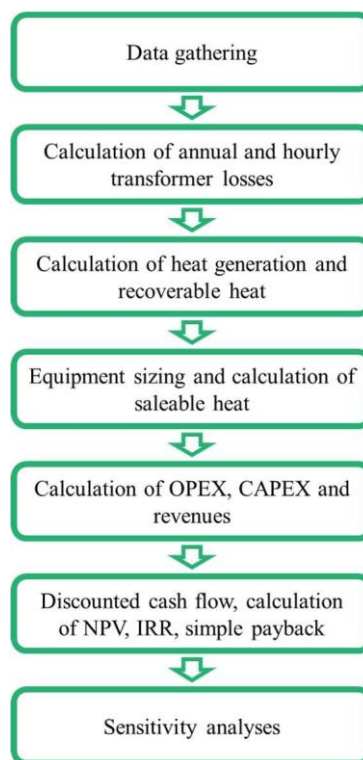 Data gathering
Calculation of annual and hourly
transformer losses
Calculation of heat generation and
recoverable heat
Equipment sizing and calculation of
saleable heat
Calculation of OPEX, CAPEX and
revenues
Discounted cash flow, calculation
of NPV, IRR, simple payback
Sensitivity analyses